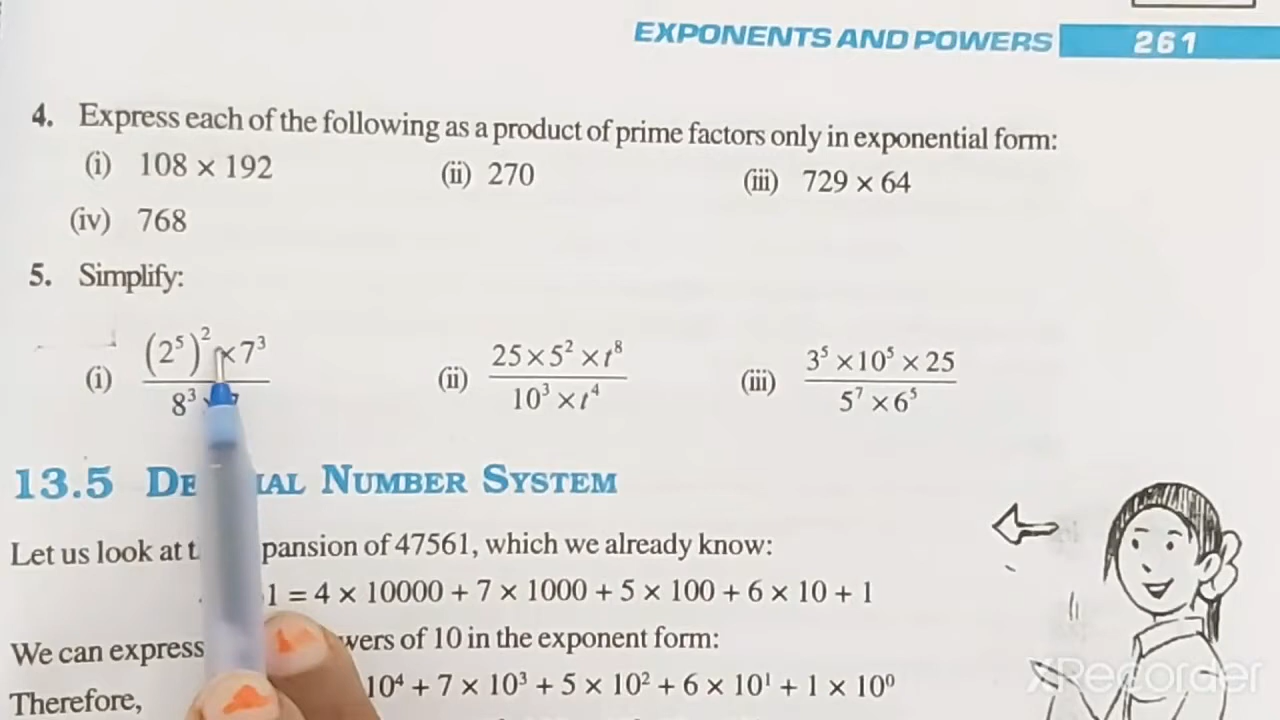 EXPONENTS AND POWERS 261
4. Express each of the following as a product of prime factors only in exponential form:
(i) 108 × 192 (ii) 270 (iii) 729 × 64
(iv) 768
5. Simplify:
(i) (2⁵)² × 7³ / 8³ × 7 (ii) 25 × 5² × t⁸ / 10³ × t⁴ (iii) 3⁵ × 10⁵ × 25 / 5⁷ × 6⁵
13.5 NUMBER SYSTEM
Let us look at pansion of 47561, which we already know:
1 = 4 × 10000 + 7 × 1000 + 5 × 100 + 6 × 10 + 1
We can express wers of 10 in the exponent form:
Therefore, 10⁴ + 7 × 10³ + 5 × 10² + 6 × 10¹ + 1 × 10⁰
XRecorder